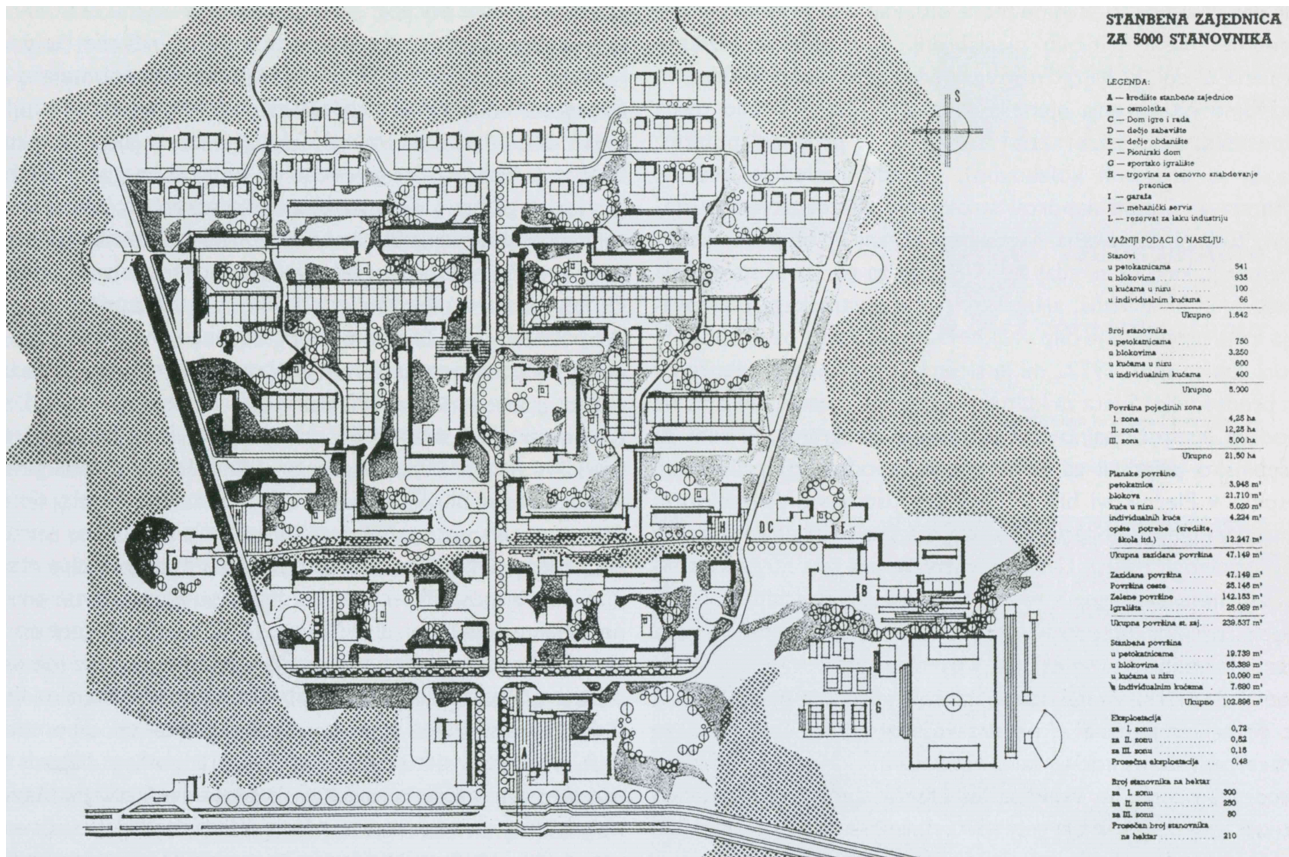 STANBENA ZAJEDNICA
ZA 5000 STANOVNIKA
LEGENDA:
A — središte stanbene zajednice
B — osmoletka
C — Dom igre i rada
D — dečje zabavište
E — dečje obdanište
F — Pionirski dom
G — sportsko igralište
H — trgovina za osnovno snabdevanje
praonica
I — garaža
J — mehanički servis
L — rezervat za laku industriju
VAŽNIJI PODACI O NASELJU:
Stanovi
u petokatnicama 541
u blokovima 935
u kućama u nizu 100
u individualnim kućama 66
Ukupno 1.642
Broj stanovnika
u petokatnicama 750
u blokovima 3.250
u kućama u nizu 600
u individualnim kućama 400
Ukupno 5.000
Površina pojedinih zona
I. zona 4,25 ha
II. zona 12,25 ha
III. zona 5,00 ha
Ukupno 21,50 ha
Planske površine
petokatnica 3.948 m²
blokova 21.710 m²
kuća u nizu 5.020 m²
individualnih kuća 4.224 m²
opšte potrebe (središte,
škola itd.) 12.247 m²
Ukupna zazidana površina 47.149 m²
Zazidana površina 47.149 m²
Površina cesta 25.145 m²
Zelene površine 142.183 m²
Igrališta 25.069 m²
Ukupna površina st. zaj. 239.537 m²
Stanbena površina
u petokatnicama 19.739 m²
u blokovima 65.389 m²
u kućama u nizu 10.090 m²
u individualnim kućama 7.680 m²
Ukupno 102.896 m²
Eksploatacija
za I. zonu 0,72
za II. zonu 0,52
za III. zonu 0,15
Prosečna eksploatacija 0,48
Broj stanovnika na hektar
za I. zonu 300
za II. zonu 280
za III. zonu 80
Prosečan broj stanovnika
na hektar 210
S
I
I
I
H
D C
F
E
E
B
I
G
A
J